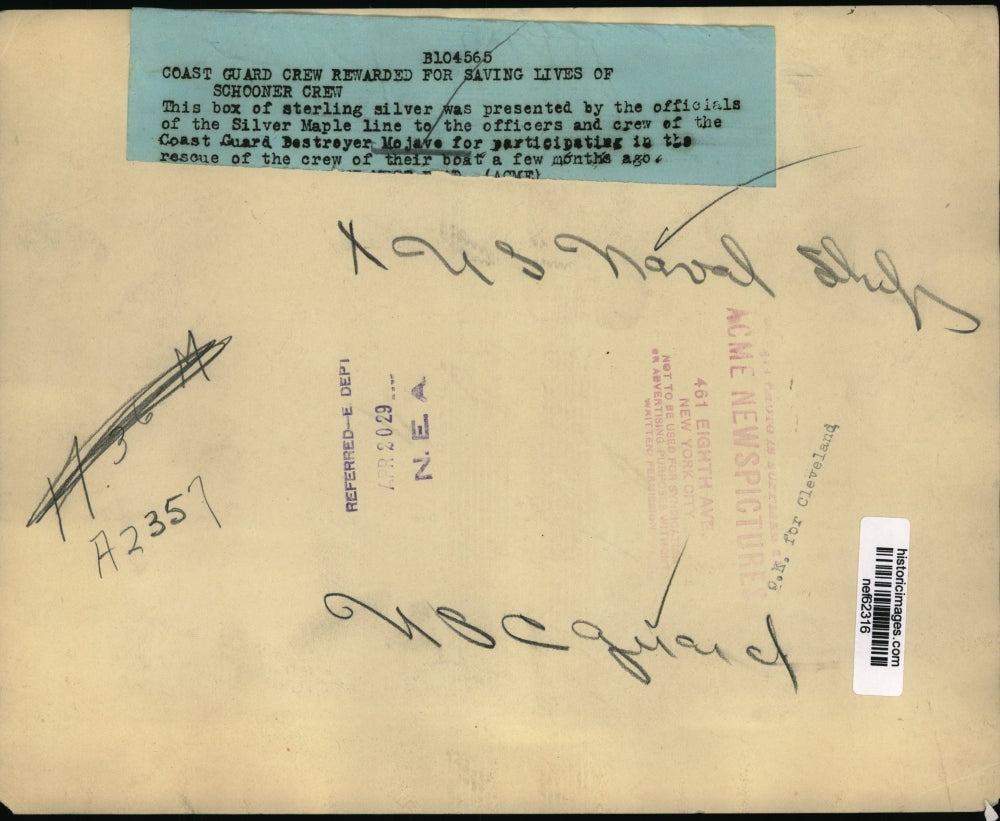 B104565
COAST GUARD CREW REWARDED FOR SAVING LIVES OF
SCHOONER CREW
This box of sterling silver was presented by the officials
of the Silver Maple line to the officers and crew of the
Coast Guard Destroyer Mojave for participating in the
rescue of the crew of their boat a few months ago.
(ACME)
X U S Naval Ships
H 36 M
A2357
REFERRED—E. DEPT
APR 20 29
N. E. A.
ACME NEWSPICTURES
461 EIGHTH AVE.
NEW YORK CITY
NOT TO BE USED FOR SYNDICATE
OR ADVERTISING PURPOSES WITHOUT
WRITTEN PERMISSION
O.K. for Cleveland
U S C guard
historicimages.com
nef62316